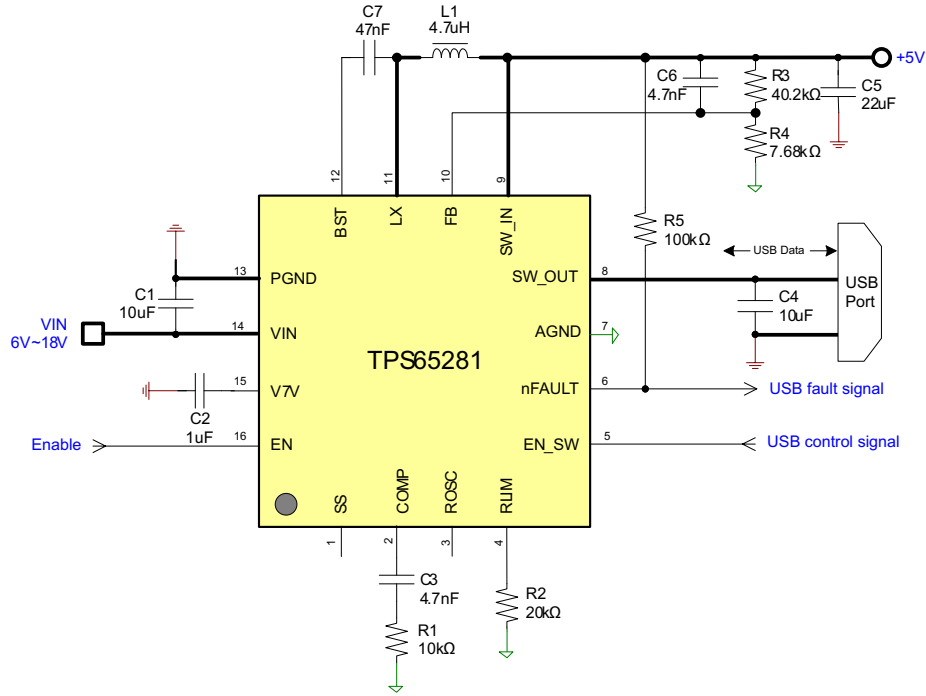 C7
47nF
L1
4.7uH
+5V
C6
4.7nF
R3
40.2kΩ
C5
22uF
R4
7.68kΩ
12
11
10
9
BST
LX
FB
SW_IN
R5
100kΩ
USB Data
USB
Port
C1
10uF
13
PGND
SW_OUT
8
C4
10uF
VIN
6V~18V
14
VIN
AGND
7
TPS65281
15
V7V
nFAULT
6
USB fault signal
C2
1uF
Enable
16
EN
EN_SW
5
USB control signal
SS
COMP
ROSC
RLIM
1
2
3
4
C3
4.7nF
R2
20kΩ
R1
10kΩ